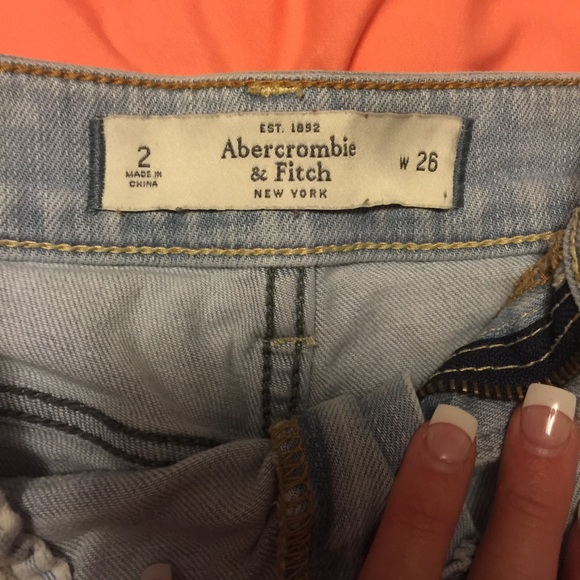 2
MADE IN
CHINA
EST. 1892
Abercrombie
& Fitch
NEW YORK
W 26